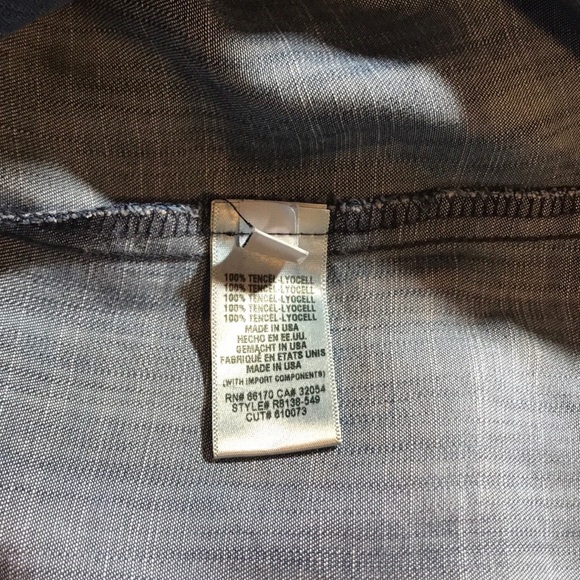 100% TENCEL-LYOCELL
100% TENCEL-LYOCELL
100% TENCEL-LYOCELL
100% TENCEL-LYOCELL
100% TENCEL-LYOCELL
MADE IN USA
HECHO EN EE.UU.
GEMACHT IN USA
FABRIQUÉ EN ETATS UNIS
MADE IN USA
(WITH IMPORT COMPONENTS)
RN# 86170 CA# 32054
STYLE# R8138-549
CUT# 610073